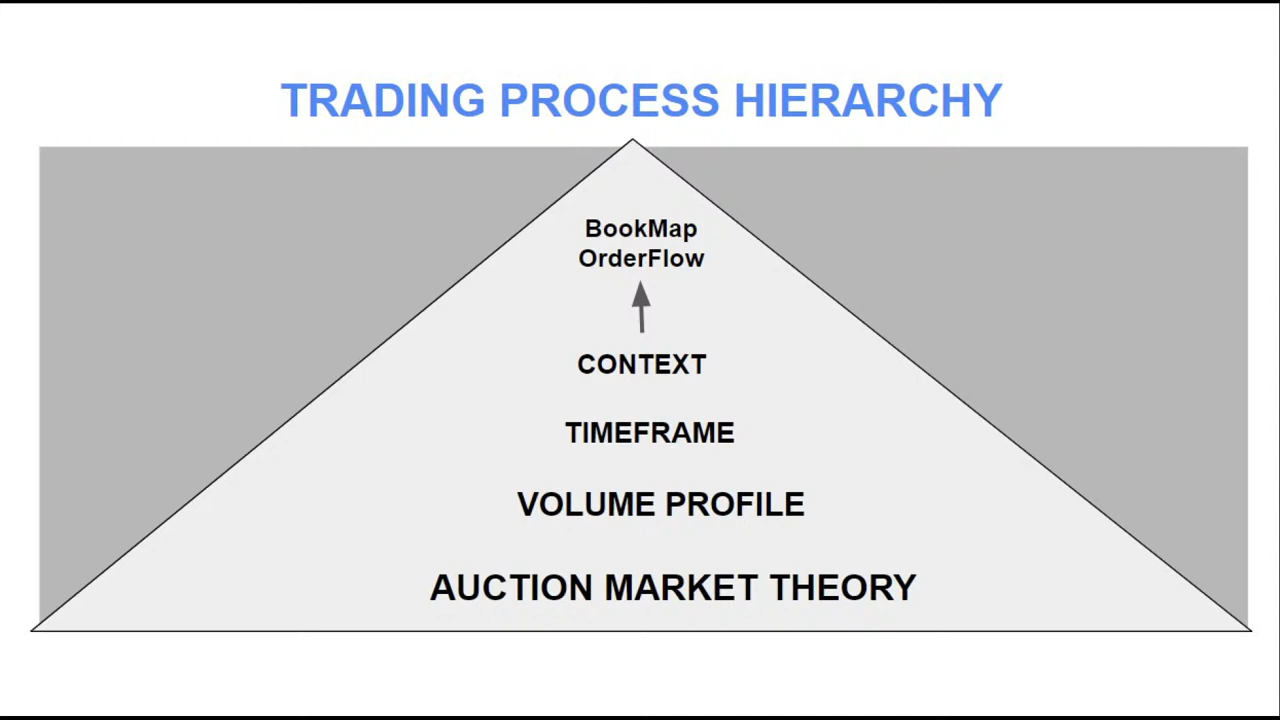 TRADING PROCESS HIERARCHY
BookMap
OrderFlow
CONTEXT
TIMEFRAME
VOLUME PROFILE
AUCTION MARKET THEORY